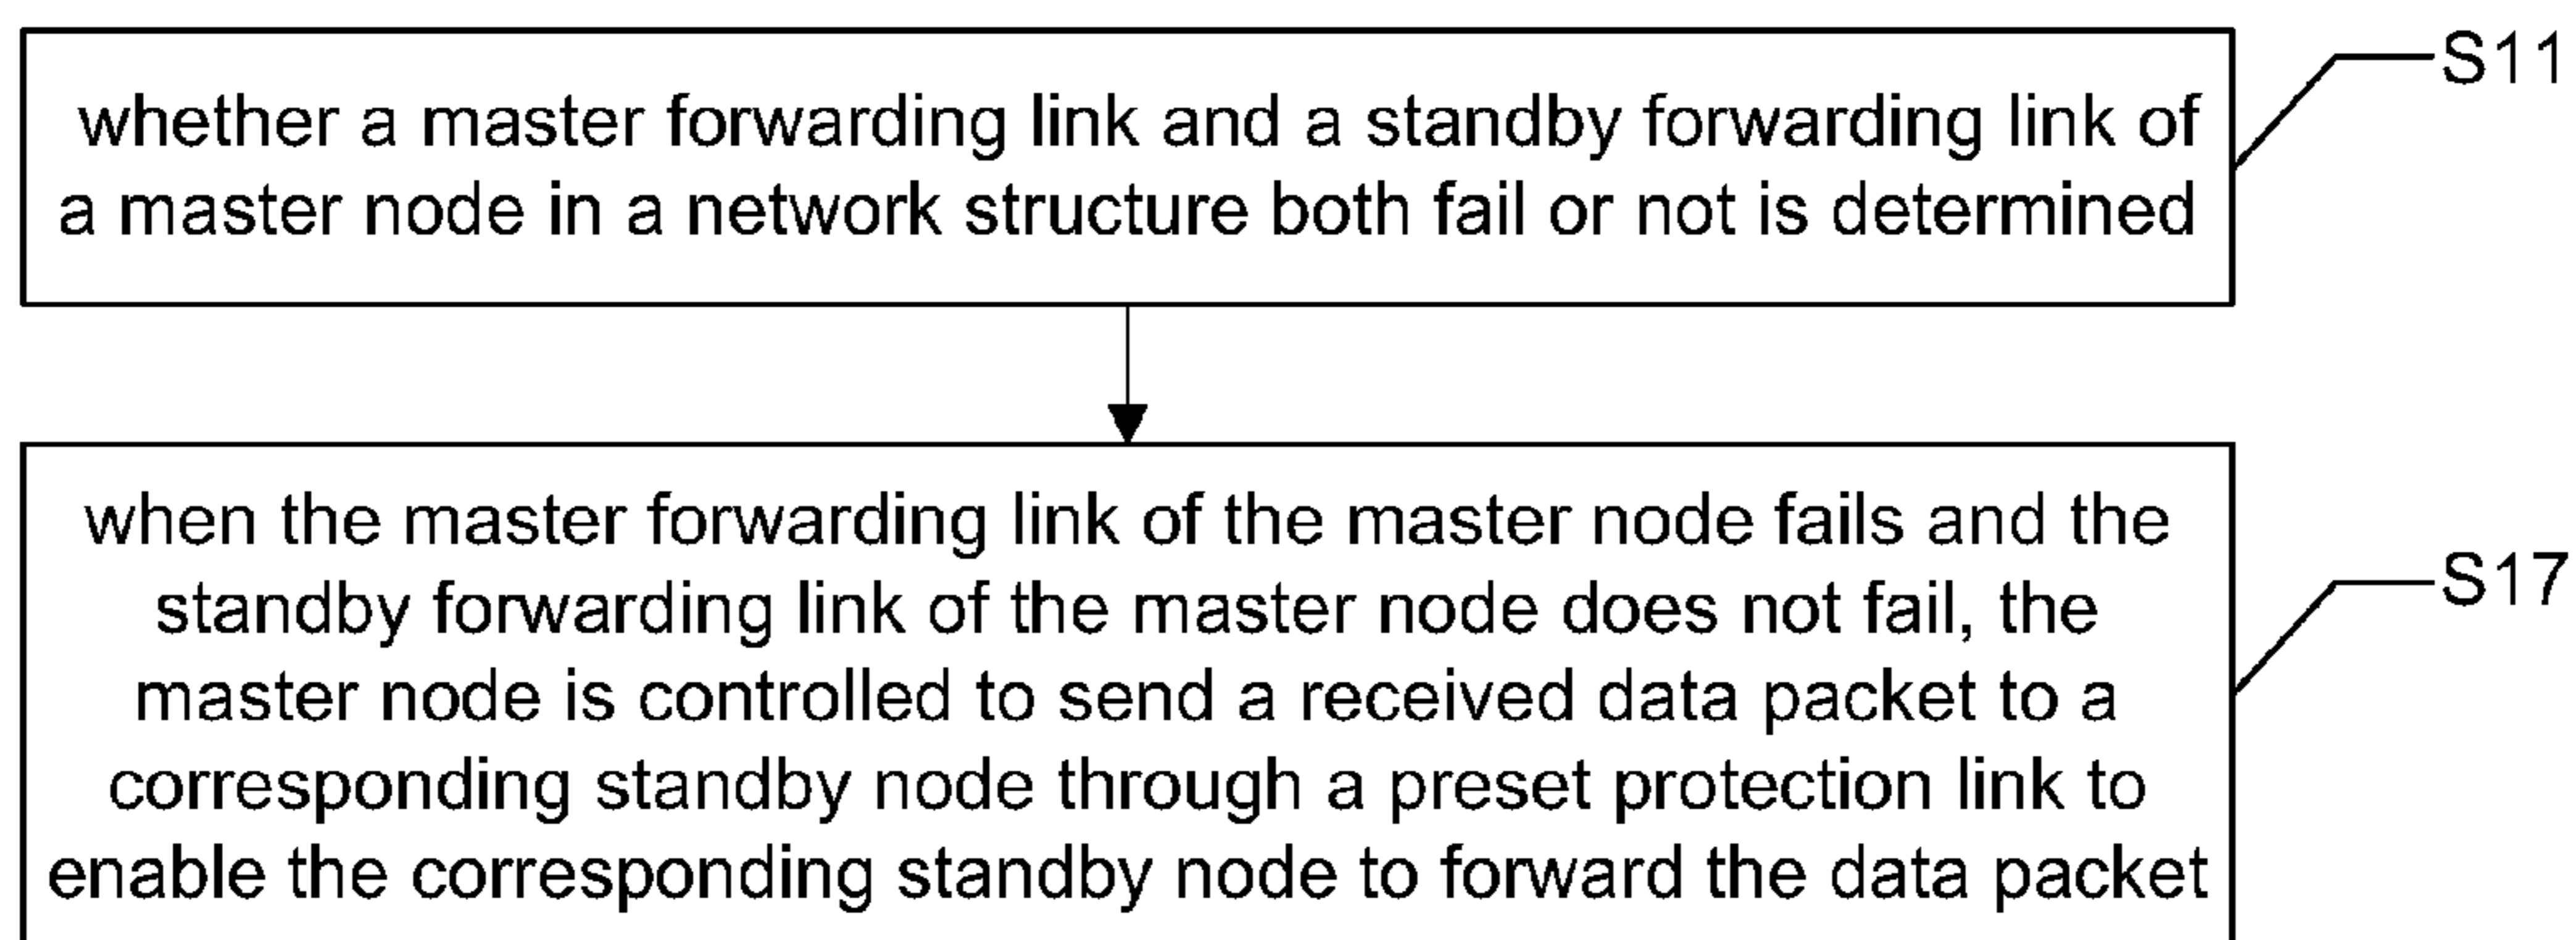 whether a master forwarding link and a standby forwarding link of
a master node in a network structure both fail or not is determined
S11
when the master forwarding link of the master node fails and the
standby forwarding link of the master node does not fail, the
master node is controlled to send a received data packet to a
corresponding standby node through a preset protection link to
enable the corresponding standby node to forward the data packet
S17